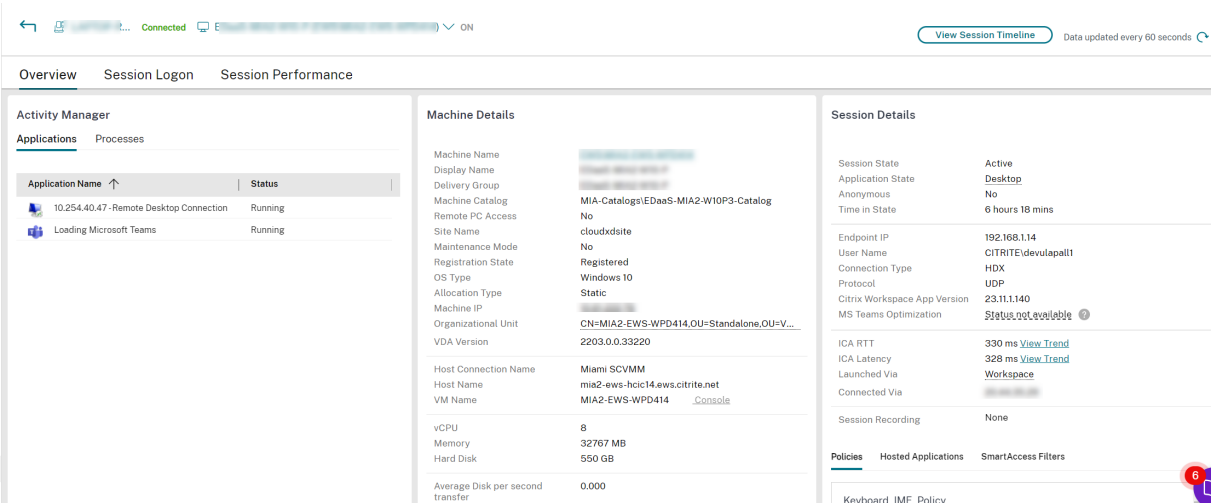 Connected
ON
View Session Timeline
Data updated every 60 seconds
Overview
Session Logon
Session Performance
Activity Manager
Applications
Processes
Application Name
Status
10.254.40.47 - Remote Desktop Connection
Running
Loading Microsoft Teams
Running
Machine Details
Machine Name
Display Name
Delivery Group
Machine Catalog MIA-Catalogs\EDaaS-MIA2-W10P3-Catalog
Remote PC Access No
Site Name cloudxdsite
Maintenance Mode No
Registration State Registered
OS Type Windows 10
Allocation Type Static
Machine IP
Organizational Unit CN=MIA2-EWS-WPD414,OU=Standalone,OU=V...
VDA Version 2203.0.0.33220
Host Connection Name Miami SCVMM
Host Name mia2-ews-hcic14.ews.citrite.net
VM Name MIA2-EWS-WPD414 Console
vCPU 8
Memory 32767 MB
Hard Disk 550 GB
Average Disk per second 0.000
transfer
Session Details
Session State Active
Application State Desktop
Anonymous No
Time in State 6 hours 18 mins
Endpoint IP 192.168.1.14
User Name CITRITE\devulapall1
Connection Type HDX
Protocol UDP
Citrix Workspace App Version 23.11.1.140
MS Teams Optimization Status not available ?
ICA RTT 330 ms View Trend
ICA Latency 328 ms View Trend
Launched Via Workspace
Connected Via
Session Recording None
Policies
Hosted Applications
SmartAccess Filters
Keyboard_IME_Policy
6